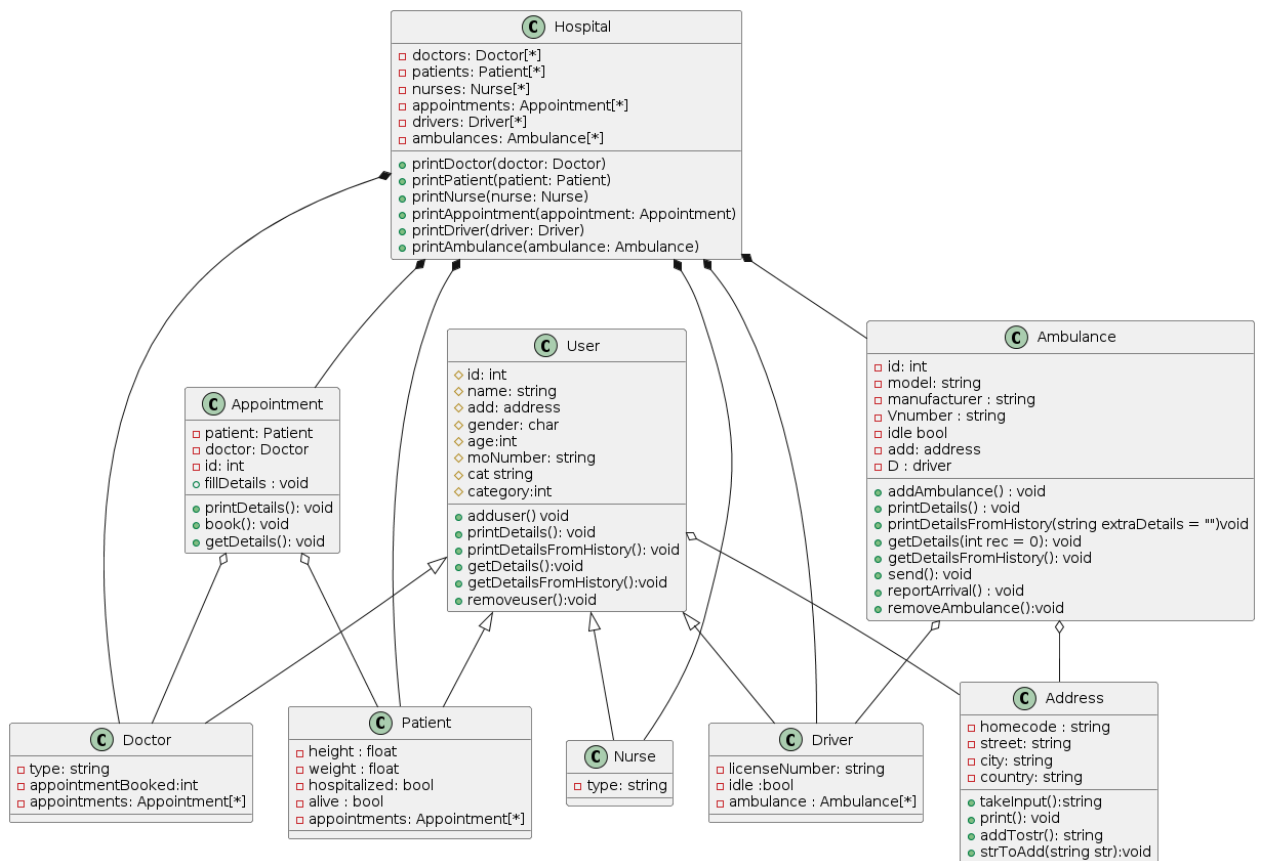 C Hospital
doctors: Doctor[*]
patients: Patient[*]
nurses: Nurse[*]
appointments: Appointment[*]
drivers: Driver[*]
ambulances: Ambulance[*]
printDoctor(doctor: Doctor)
printPatient(patient: Patient)
printNurse(nurse: Nurse)
printAppointment(appointment: Appointment)
printDriver(driver: Driver)
printAmbulance(ambulance: Ambulance)
C Appointment
patient: Patient
doctor: Doctor
id: int
fillDetails : void
printDetails(): void
book(): void
getDetails(): void
C User
id: int
name: string
add: address
gender: char
age:int
moNumber: string
cat string
category:int
adduser() void
printDetails(): void
printDetailsFromHistory(): void
getDetails():void
getDetailsFromHistory():void
removeuser():void
C Ambulance
id: int
model: string
manufacturer : string
Vnumber : string
idle bool
add: address
D : driver
addAmbulance() : void
printDetails() : void
printDetailsFromHistory(string extraDetails = "")void
getDetails(int rec = 0): void
getDetailsFromHistory(): void
send(): void
reportArrival() : void
removeAmbulance():void
C Doctor
type: string
appointmentBooked:int
appointments: Appointment[*]
C Patient
height : float
weight : float
hospitalized: bool
alive : bool
appointments: Appointment[*]
C Nurse
type: string
C Driver
licenseNumber: string
idle :bool
ambulance : Ambulance[*]
C Address
homecode : string
street: string
city: string
country: string
takeInput():string
print(): void
addTostr(): string
strToAdd(string str):void